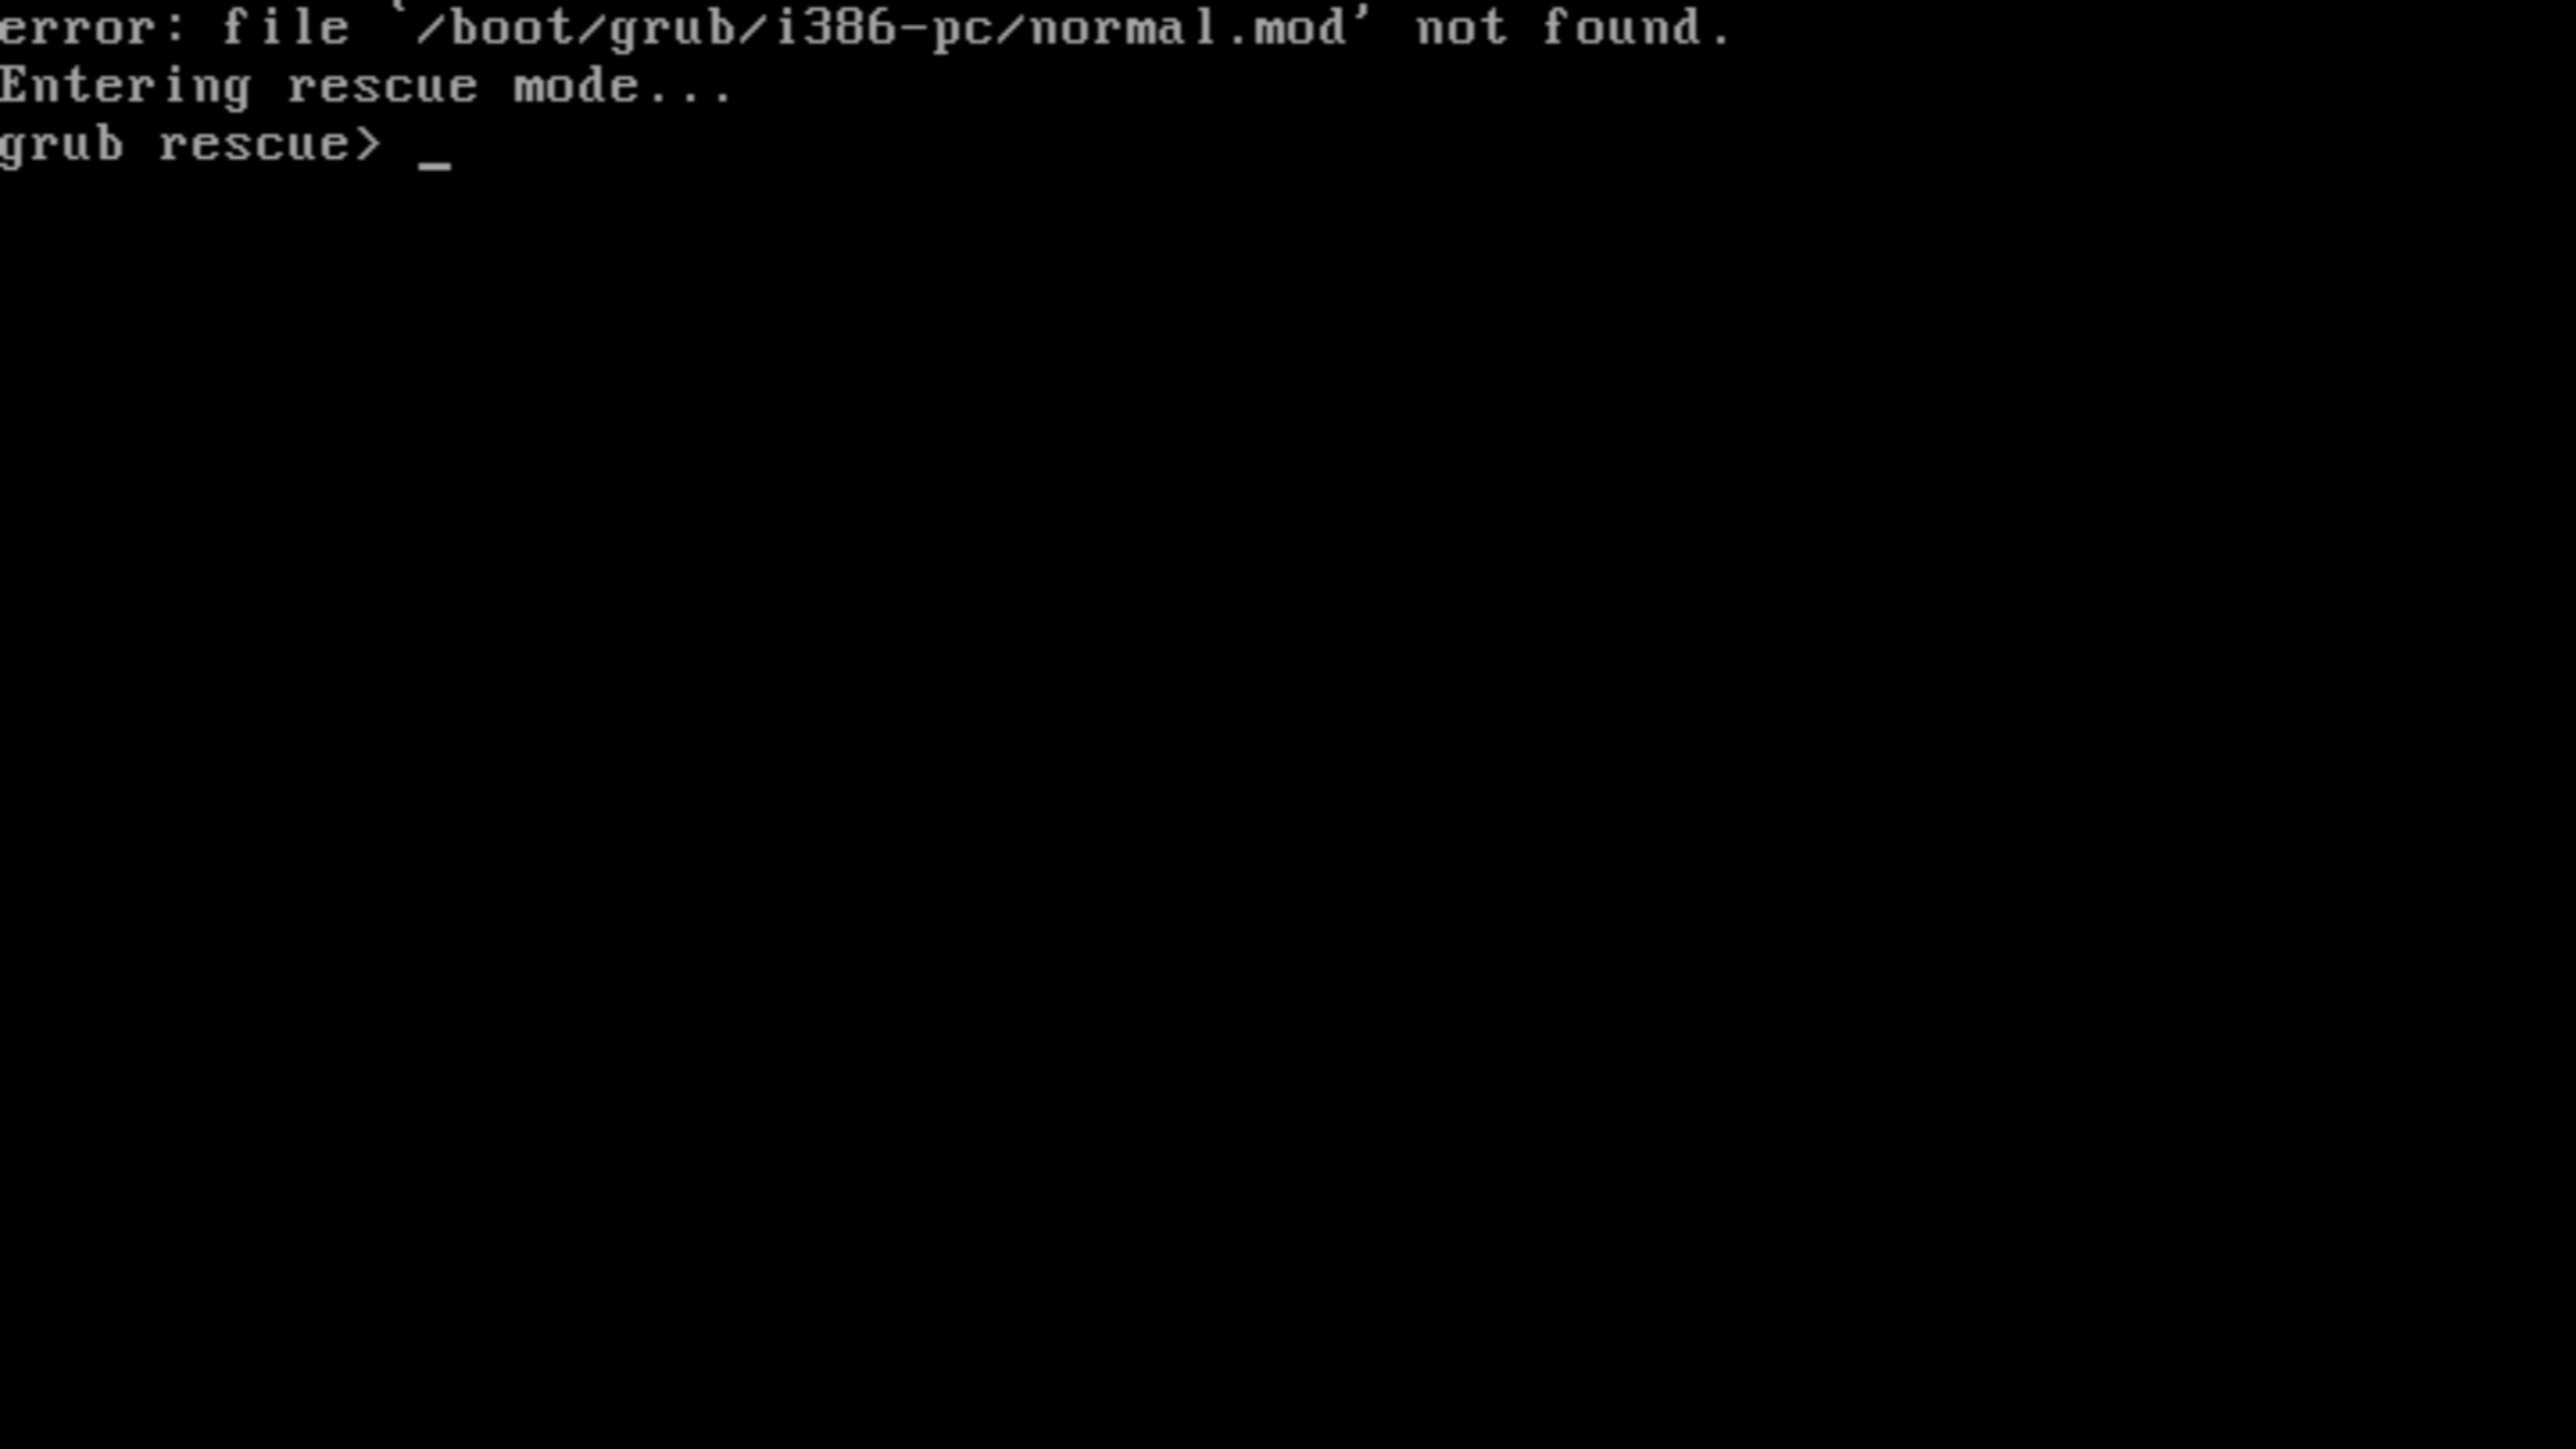 error: file `/boot/grub/i386-pc/normal.mod' not found.
Entering rescue mode...
grub rescue> _